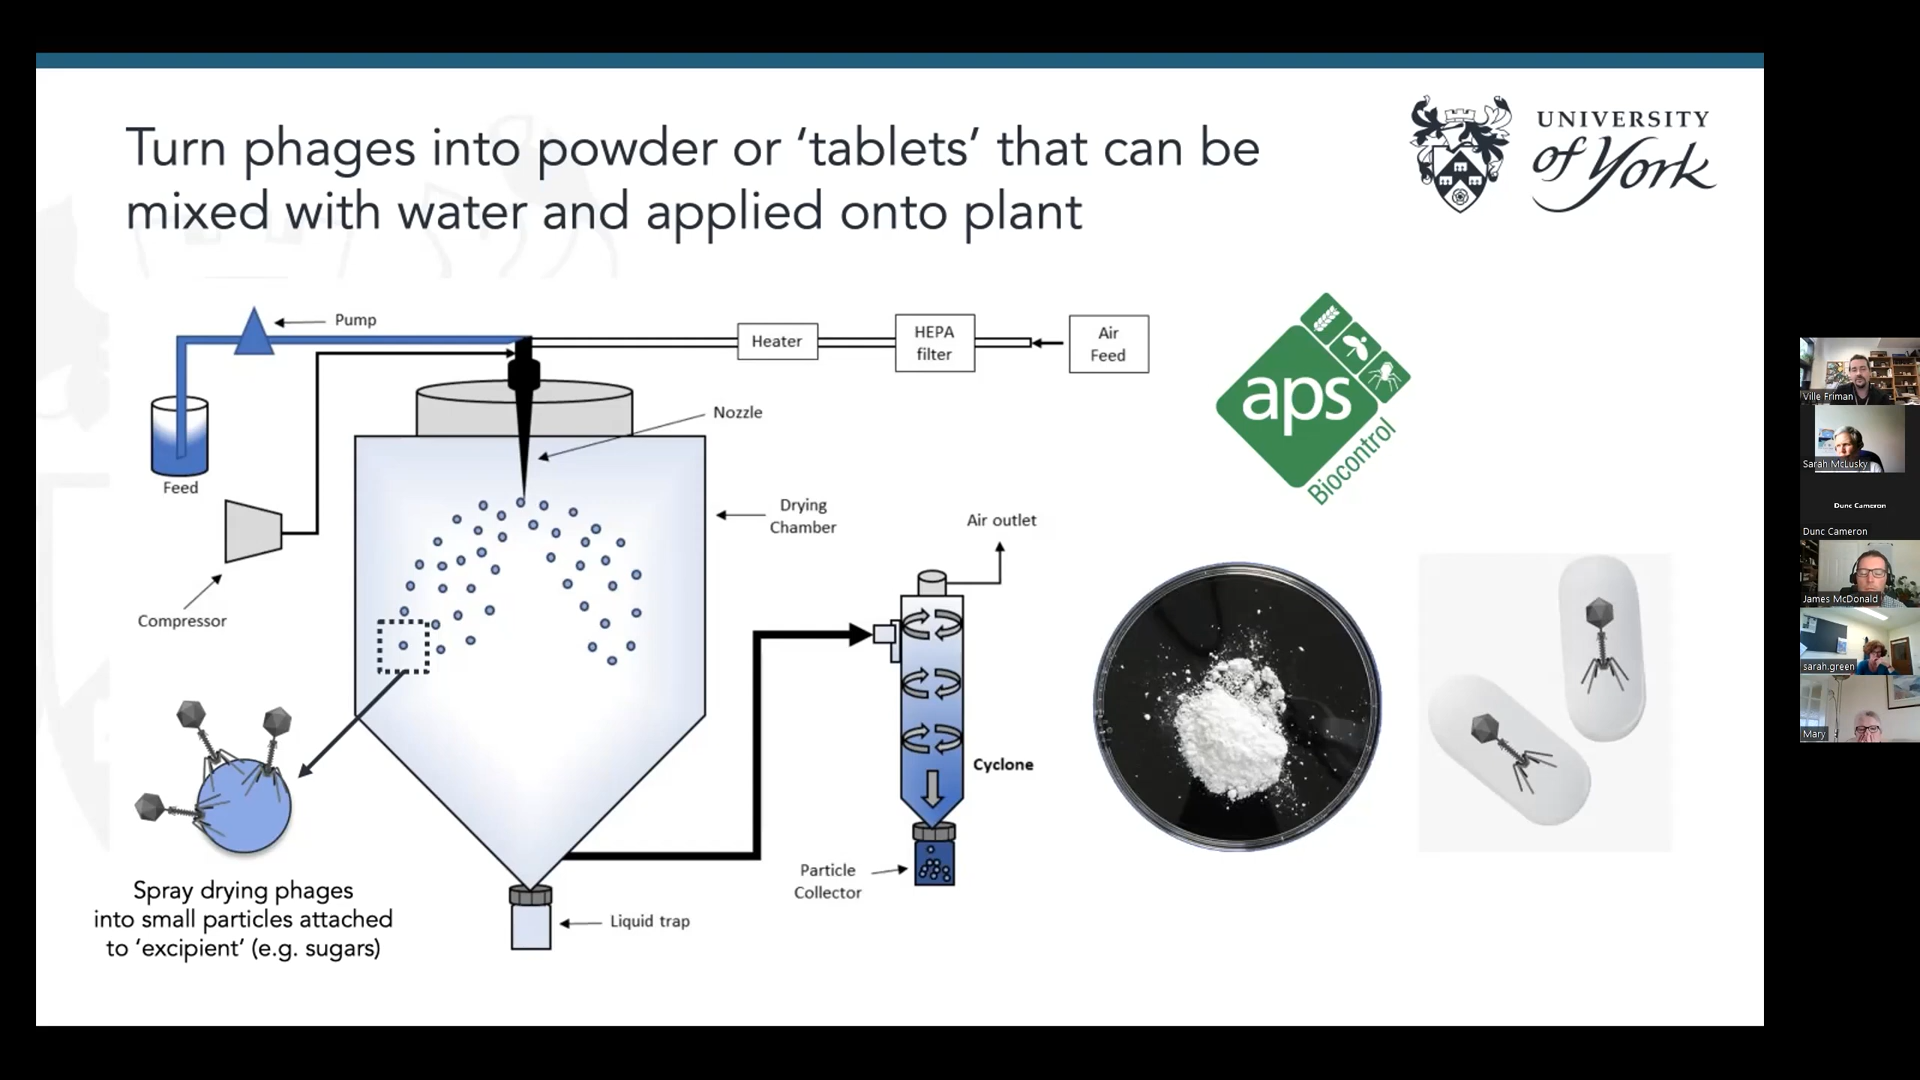 Turn phages into powder or ‘tablets’ that can be
mixed with water and applied onto plant
UNIVERSITY
of York
Pump
Heater
HEPA
filter
Air
Feed
Nozzle
Feed
Drying
Chamber
Compressor
Air outlet
Cyclone
Particle
Collector
Liquid trap
Spray drying phages
into small particles attached
to ‘excipient’ (e.g. sugars)
aps
Biocontrol
Ville Friman
Sarah McLusky
Dunc Cameron
Dunc Cameron
James McDonald
sarah.green
Mary